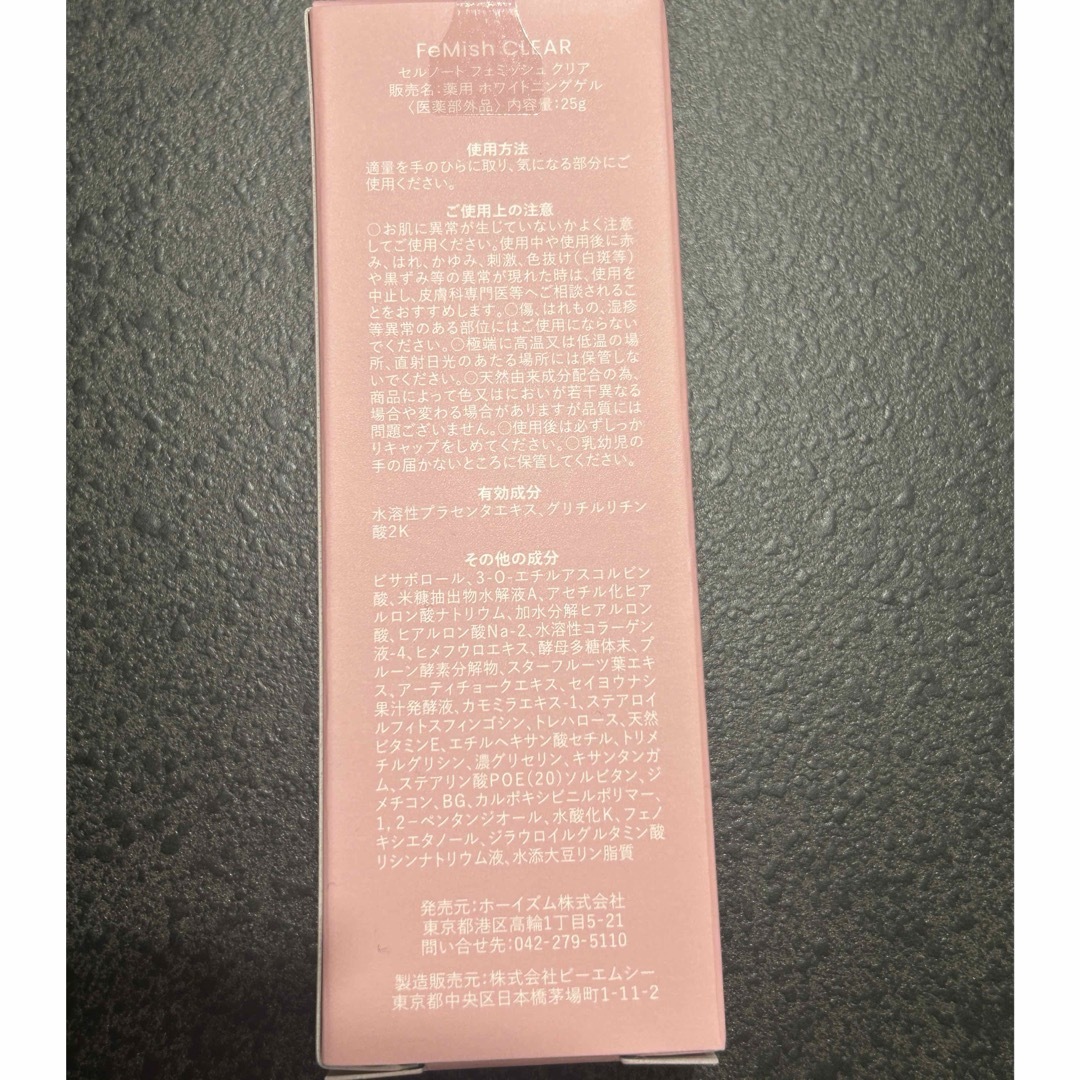 FeMish CLEAR
セルノート フェミッシュ クリア
販売名:薬用 ホワイトニングゲル
〈医薬部外品〉内容量:25g
使用方法
適量を手のひらに取り、気になる部分にご
使用ください。
ご使用上の注意
○お肌に異常が生じていないかよく注意
してご使用ください。使用中や使用後に赤
み、はれ、かゆみ、刺激、色抜け(白斑等)
や黒ずみ等の異常が現れた時は、使用を
中止し、皮膚科専門医等へご相談されるこ
とをおすすめします。○傷、はれもの、湿疹
等異常のある部位にはご使用にならない
でください。○極端に高温又は低温の場
所、直射日光のあたる場所には保管しな
いでください。○天然由来成分配合の為、
商品によって色又はにおいが若干異なる
場合や変わる場合がありますが品質には
問題ございません。○使用後は必ずしっか
りキャップをしめてください。○乳幼児の
手の届かないところに保管してください。
有効成分
水溶性プラセンタエキス、グリチルリチン
酸2K
その他の成分
ビサボロール、3-O-エチルアスコルビン
酸、米糠抽出物水解液A、アセチル化ヒア
ルロン酸ナトリウム、加水分解ヒアルロン
酸、ヒアルロン酸Na-2、水溶性コラーゲン
液-4、ヒメフウロエキス、酵母多糖体末、プ
ルーン酵素分解物、スターフルーツ葉エキ
ス、アーティチョークエキス、セイヨウナシ
果汁発酵液、カモミラエキス-1、ステアロイ
ルフィトスフィンゴシン、トレハロース、天然
ビタミンE、エチルヘキサン酸セチル、トリメ
チルグリシン、濃グリセリン、キサンタンガ
ム、ステアリン酸POE(20)ソルビタン、ジ
メチコン、BG、カルボキシビニルポリマー、
1,2-ペンタンジオール、水酸化K、フェノ
キシエタノール、ジラウロイルグルタミン酸
リシンナトリウム液、水添大豆リン脂質
発売元:ホーイズム株式会社
東京都港区高輪1丁目5-21
問い合せ先:042-279-5110
製造販売元:株式会社ピーエムシー
東京都中央区日本橋茅場町1-11-2